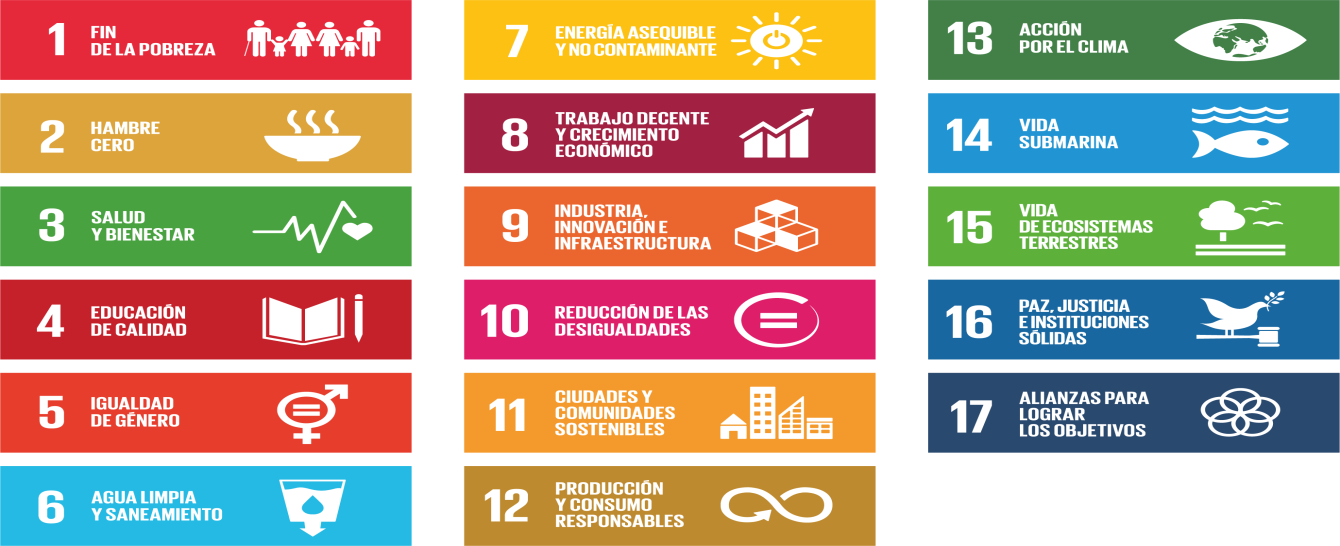 1
FIN
DE LA POBREZA
2
HAMBRE
CERO
3
SALUD
Y BIENESTAR
4
EDUCACIÓN
DE CALIDAD
5
IGUALDAD
DE GÉNERO
6
AGUA LIMPIA
Y SANEAMIENTO
7
ENERGÍA ASEQUIBLE
Y NO CONTAMINANTE
8
TRABAJO DECENTE
Y CRECIMIENTO
ECONÓMICO
9
INDUSTRIA,
INNOVACIÓN E
INFRAESTRUCTURA
10
REDUCCIÓN DE LAS
DESIGUALDADES
11
CIUDADES Y
COMUNIDADES
SOSTENIBLES
12
PRODUCCIÓN
Y CONSUMO
RESPONSABLES
13
ACCIÓN
POR EL CLIMA
14
VIDA
SUBMARINA
15
VIDA
DE ECOSISTEMAS
TERRESTRES
16
PAZ, JUSTICIA
E INSTITUCIONES
SÓLIDAS
17
ALIANZAS PARA
LOGRAR
LOS OBJETIVOS